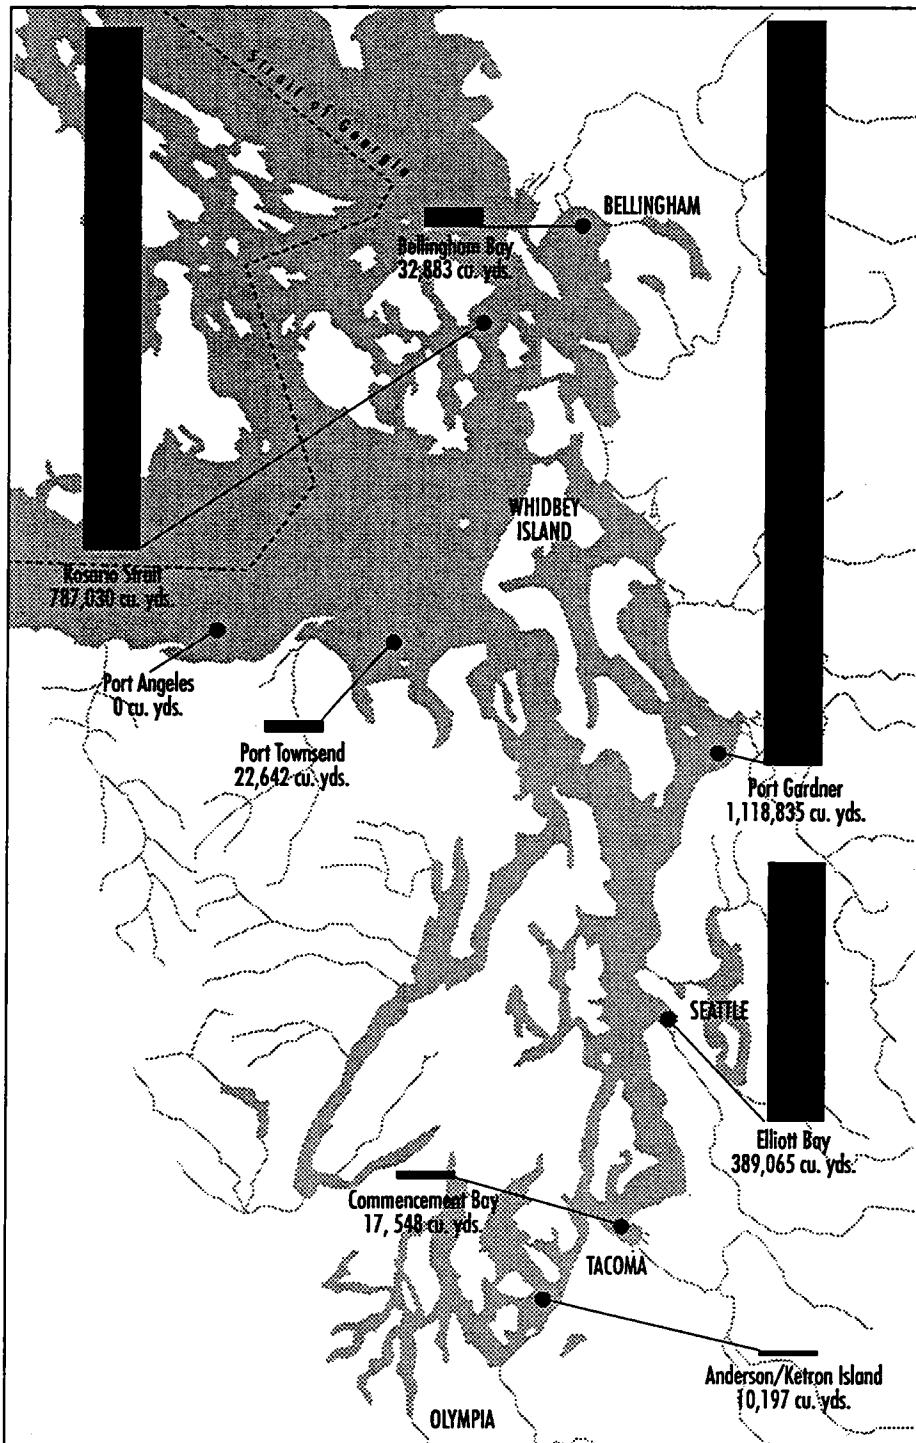 Strait of Georgia
BELLINGHAM
Bellingham Bay
32,883 cu. yds.
WHIDBEY
ISLAND
Rosario Strait
787,030 cu. yds.
Port Angeles
0 cu. yds.
Port Townsend
22,642 cu. yds.
Port Gardner
1,118,835 cu. yds.
SEATTLE
Elliott Bay
389,065 cu. yds.
Commencement Bay
17, 548 cu. yds.
TACOMA
Anderson/Ketron Island
10,197 cu. yds.
OLYMPIA